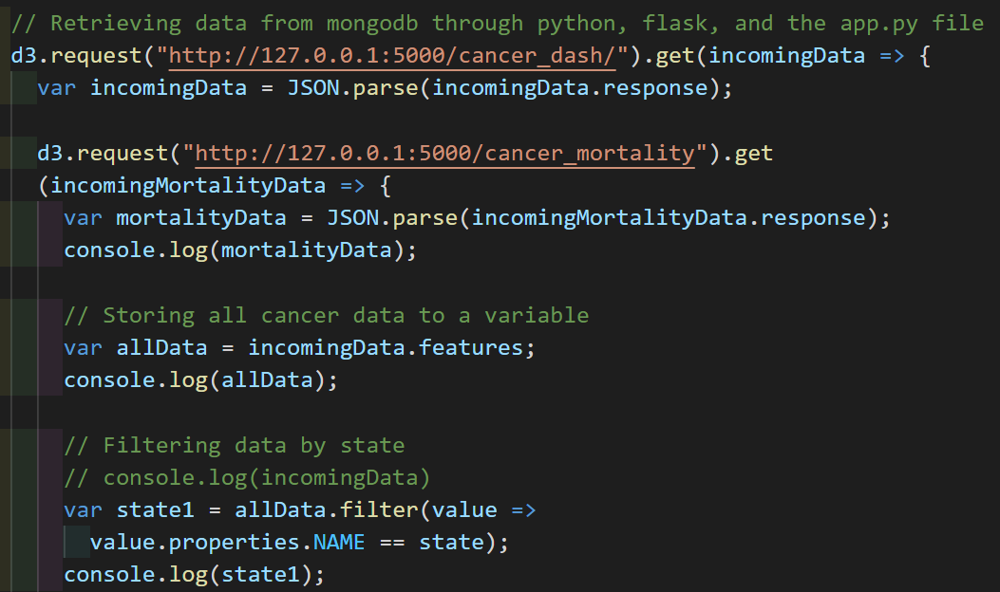 // Retrieving data from mongodb through python, flask, and the app.py file
d3.request("http://127.0.0.1:5000/cancer_dash/").get(incomingData => {
var incomingData = JSON.parse(incomingData.response);
d3.request("http://127.0.0.1:5000/cancer_mortality").get
(incomingMortalityData => {
var mortalityData = JSON.parse(incomingMortalityData.response);
console.log(mortalityData);
// Storing all cancer data to a variable
var allData = incomingData.features;
console.log(allData);
// Filtering data by state
// console.log(incomingData)
var state1 = allData.filter(value =>
value.properties.NAME == state);
console.log(state1);